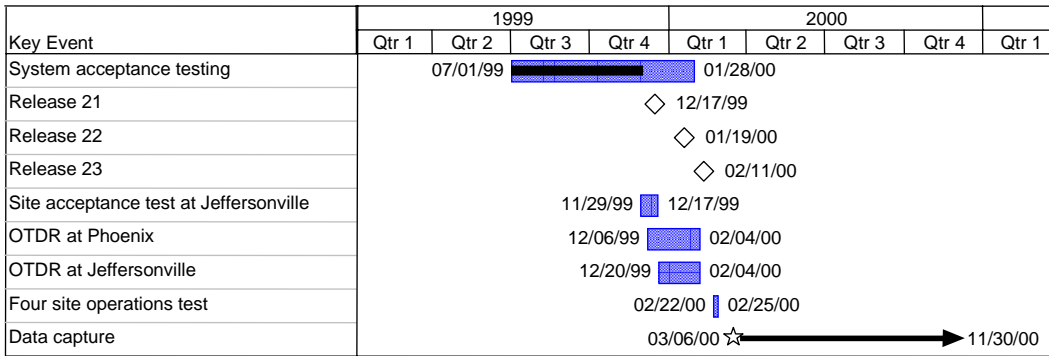 1999 2000
Key Event Qtr 1 Qtr 2 Qtr 3 Qtr 4 Qtr 1 Qtr 2 Qtr 3 Qtr 4 Qtr 1
System acceptance testing 07/01/99 01/28/00
Release 21 12/17/99
Release 22 01/19/00
Release 23 02/11/00
Site acceptance test at Jeffersonville 11/29/99 12/17/99
OTDR at Phoenix 12/06/99 02/04/00
OTDR at Jeffersonville 12/20/99 02/04/00
Four site operations test 02/22/00 02/25/00
Data capture 03/06/00 11/30/00